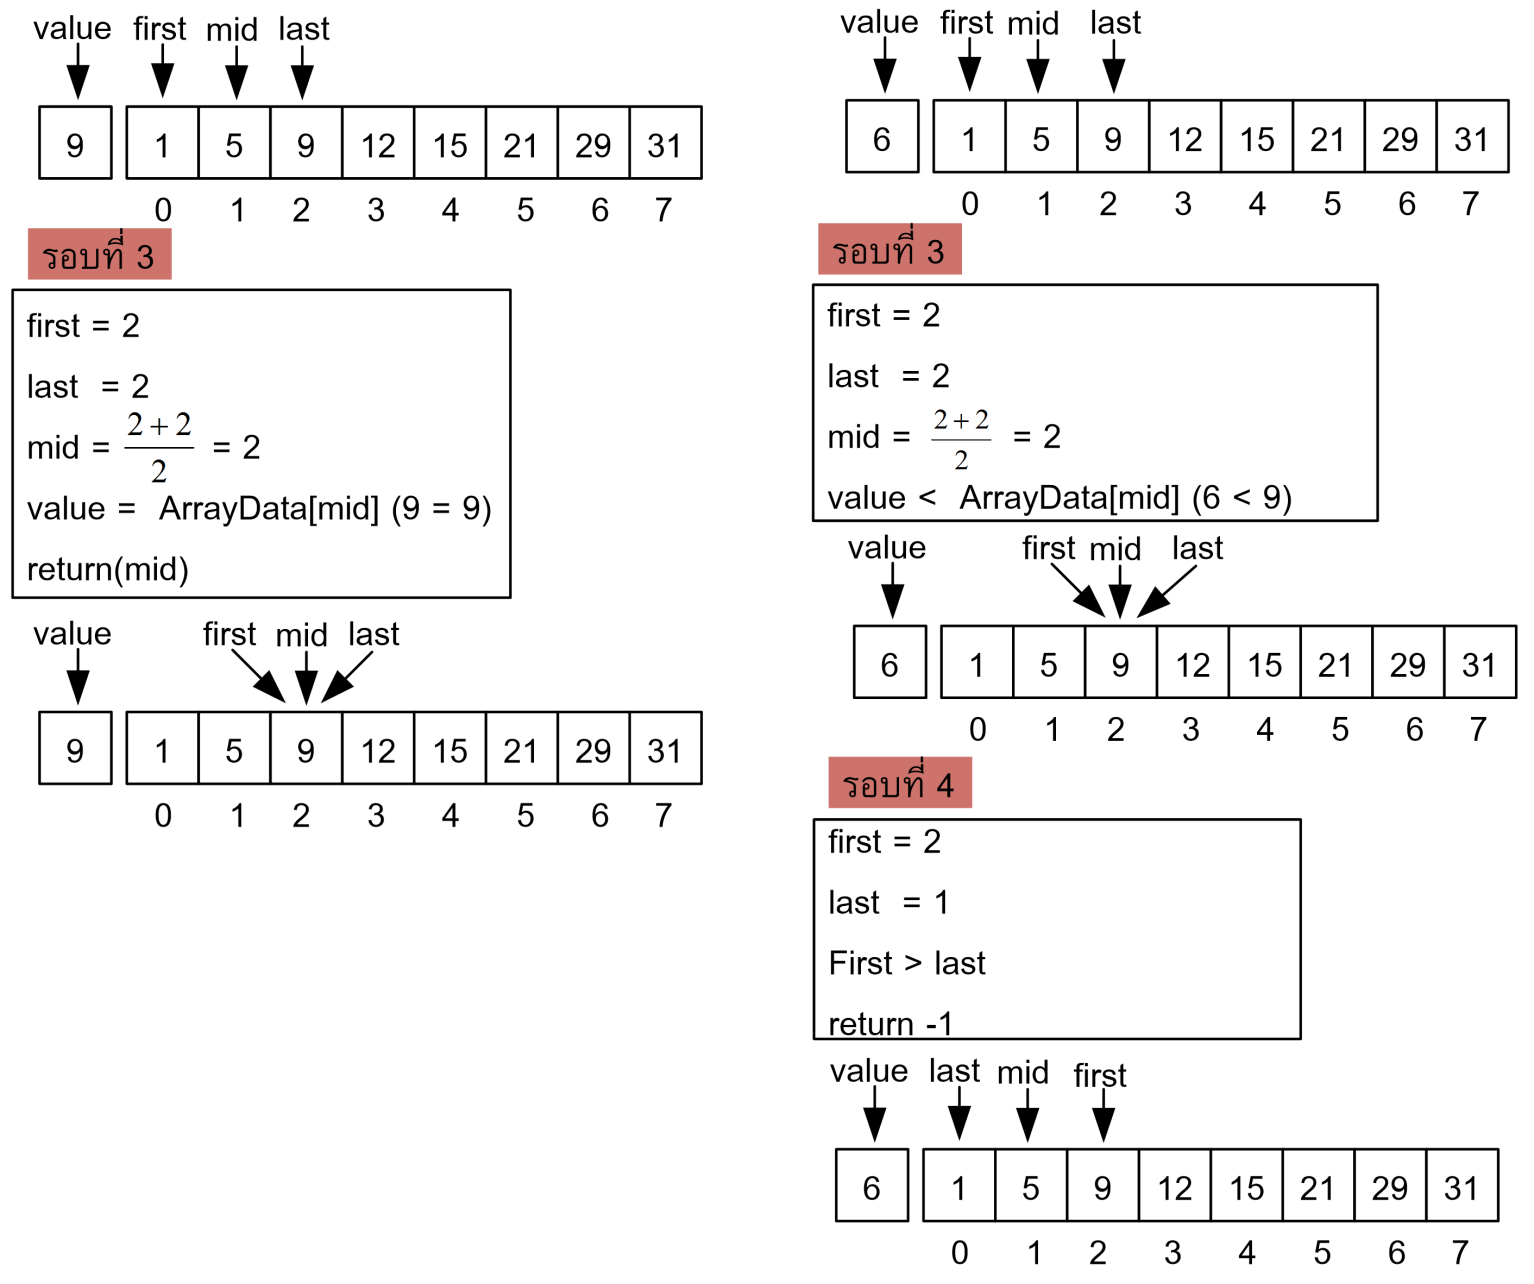 value first mid last
9 1 5 9 12 15 21 29 31
0 1 2 3 4 5 6 7
รอบที่ 3
first = 2
last = 2
mid = 2 + 2 / 2 = 2
value = ArrayData[mid] (9 = 9)
return(mid)
value first mid last
9 1 5 9 12 15 21 29 31
0 1 2 3 4 5 6 7
value first mid last
6 1 5 9 12 15 21 29 31
0 1 2 3 4 5 6 7
รอบที่ 3
first = 2
last = 2
mid = 2 + 2 / 2 = 2
value < ArrayData[mid] (6 < 9)
value first mid last
6 1 5 9 12 15 21 29 31
0 1 2 3 4 5 6 7
รอบที่ 4
first = 2
last = 1
First > last
return -1
value last mid first
6 1 5 9 12 15 21 29 31
0 1 2 3 4 5 6 7